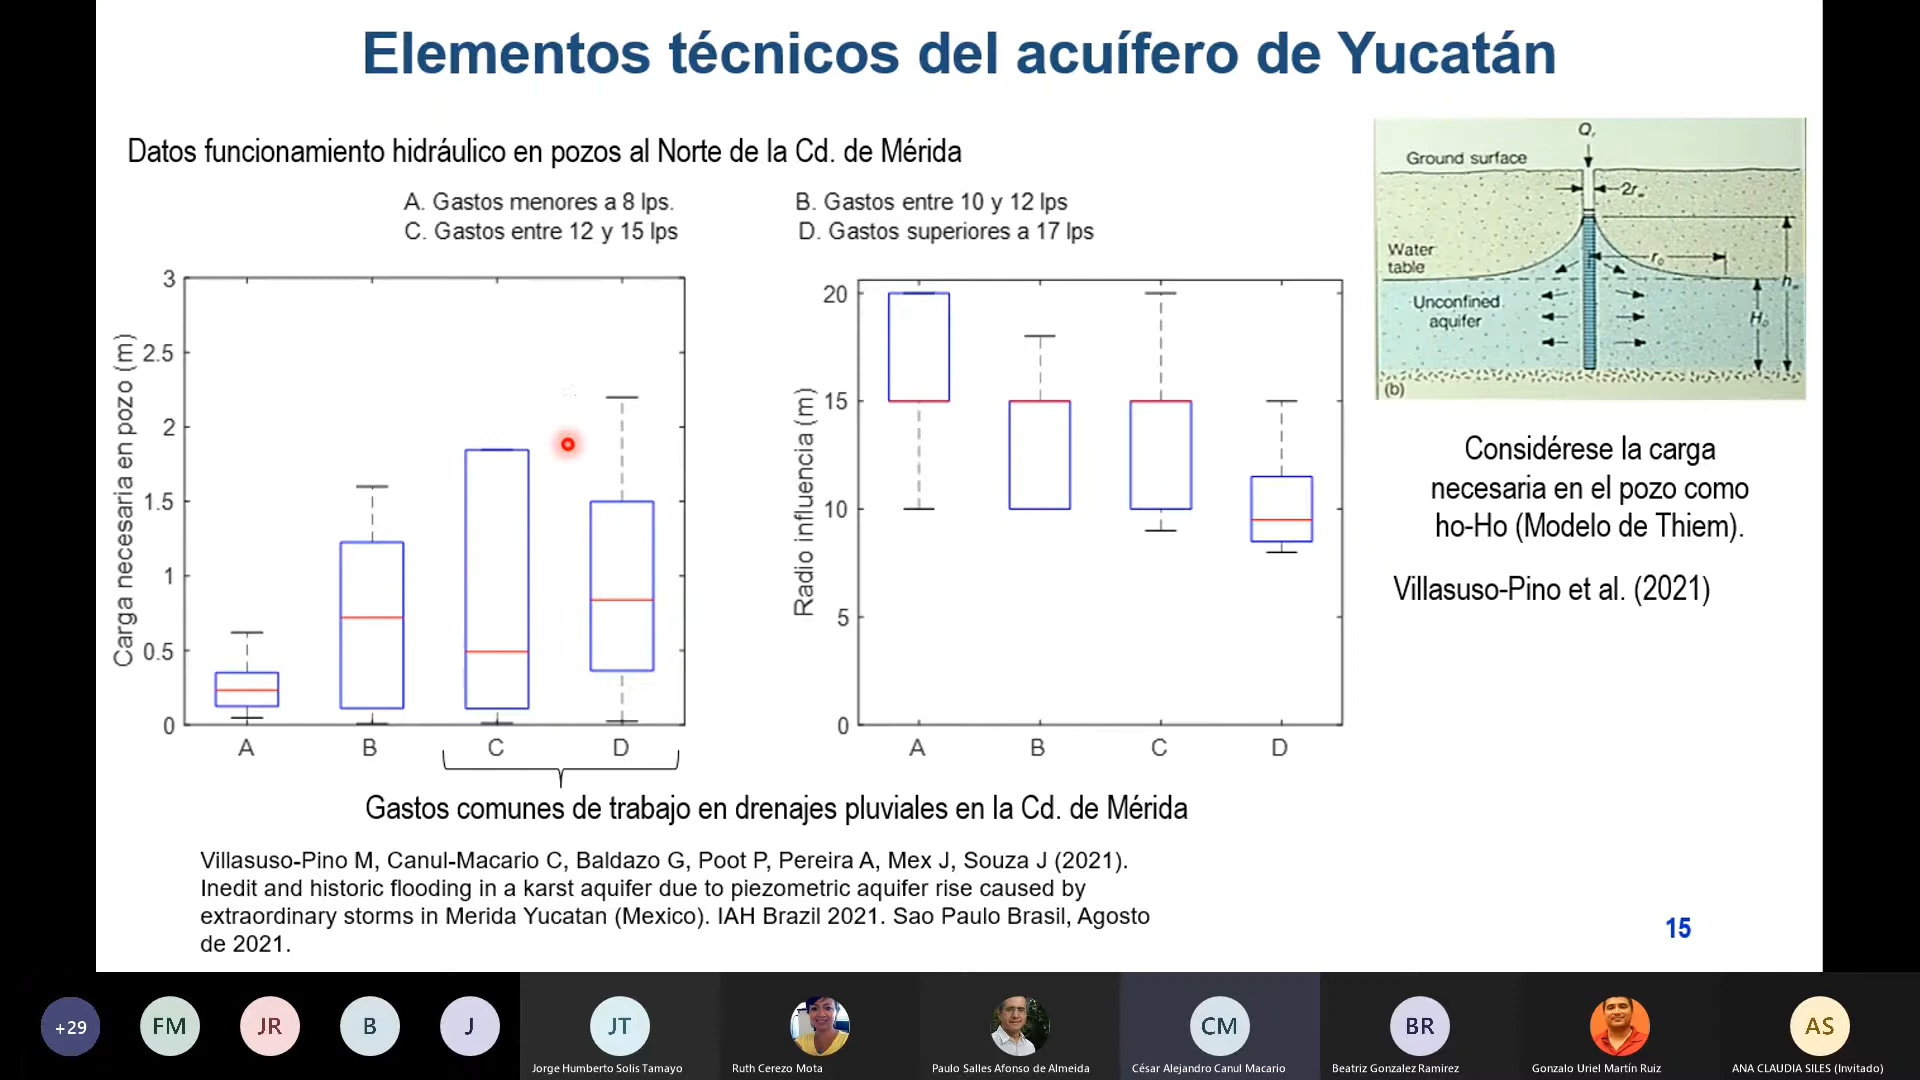 Elementos técnicos del acuífero de Yucatán
Datos funcionamiento hidráulico en pozos al Norte de la Cd. de Mérida
A. Gastos menores a 8 lps.
B. Gastos entre 10 y 12 lps
C. Gastos entre 12 y 15 lps
D. Gastos superiores a 17 lps
Carga necesaria en pozo (m)
3
2.5
2
1.5
1
0.5
0
A
B
C
D
Radio influencia (m)
20
15
10
5
0
A
B
C
D
Ground surface
Water
table
Unconfined
aquifer
(b)
Considérese la carga
necesaria en el pozo como
ho-Ho (Modelo de Thiem).
Villasuso-Pino et al. (2021)
Gastos comunes de trabajo en drenajes pluviales en la Cd. de Mérida
Villasuso-Pino M, Canul-Macario C, Baldazo G, Poot P, Pereira A, Mex J, Souza J (2021).
Inedit and historic flooding in a karst aquifer due to piezometric aquifer rise caused by
extraordinary storms in Merida Yucatan (Mexico). IAH Brazil 2021. Sao Paulo Brasil, Agosto
de 2021.
15
+29
FM
JR
B
J
JT
CM
BR
AS
Jorge Humberto Solis Tamayo
Ruth Cerezo Mota
Paulo Salles Afonso de Almeida
César Alejandro Canul Macario
Beatriz Gonzalez Ramirez
Gonzalo Uriel Martín Ruiz
ANA CLAUDIA SILES (Invitado)